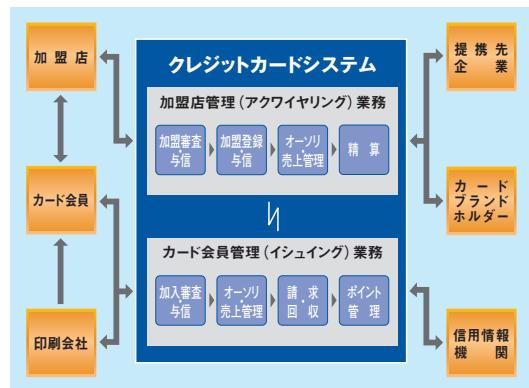 加盟店
カード会員
印刷会社
クレジットカードシステム
加盟店管理(アクワイヤリング)業務
加盟審査
与信
加盟登録
与信
オーソリ
売上管理
精算
カード会員管理(イシュイング)業務
加入審査
与信
オーソリ
売上管理
請求
回収
ポイント
管理
提携先
企業
カード
ブランド
ホルダー
信用情報
機関